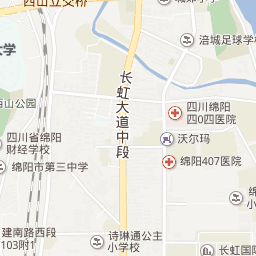 西山立交桥
涪城足球学校
大学
长虹大道中段
西山公园
四川绵阳
四0四医院
四川省绵阳
财经学校
沃尔玛
绵阳407医院
绵阳市第三中学
建南路西段
103附1
诗琳通公主
小学校
长虹国际